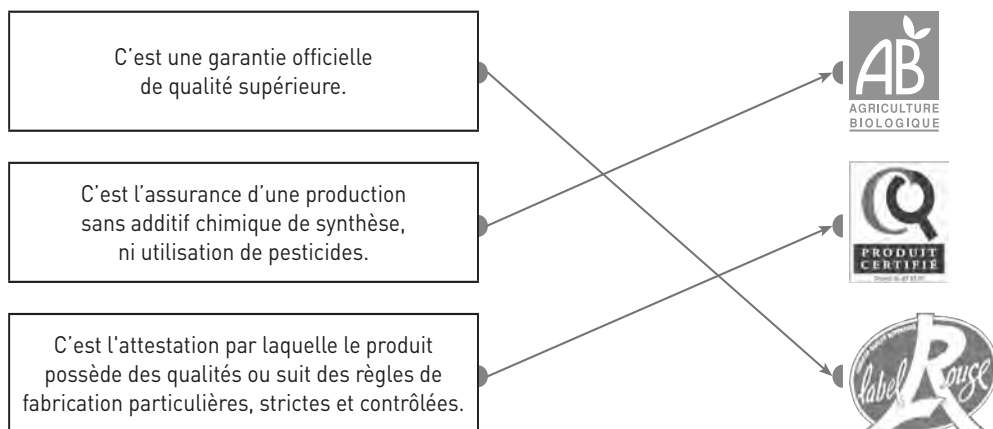 C'est une garantie officielle
de qualité supérieure.
AB
AGRICULTURE
BIOLOGIQUE
C'est l'assurance d'une production
sans additif chimique de synthèse,
ni utilisation de pesticides.
PRODUIT
CERTIFIÉ
C'est l'attestation par laquelle le produit
possède des qualités ou suit des règles de
fabrication particulières, strictes et contrôlées.
label Rouge